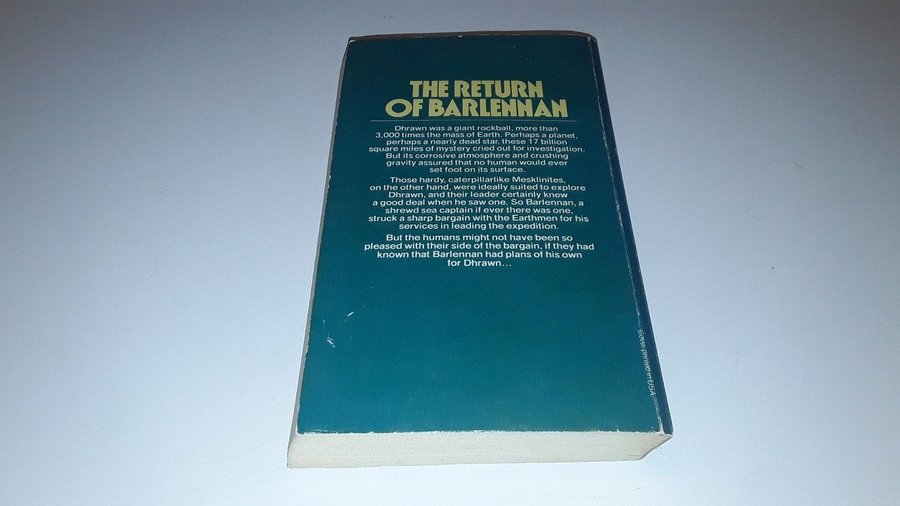 THE RETURN
OF BARLENNAN
Dhrawn was a giant rockball, more than
3,000 times the mass of Earth. Perhaps a planet,
perhaps a nearly dead star, these 17 billion
square miles of mystery cried out for investigation.
But its corrosive atmosphere and crushing
gravity assured that no human would ever
set foot on its surface.
Those hardy, caterpillarlike Mesklinites,
on the other hand, were ideally suited to explore
Dhrawn, and their leader certainly knew
a good deal when he saw one. So Barlennan, a
shrewd sea captain if ever there was one,
struck a sharp bargain with the Earthmen for his
services in leading the expedition.
But the humans might not have been so
pleased with their side of the bargain, if they had
known that Barlennan had plans of his own
for Dhrawn...
Cover printed in USA